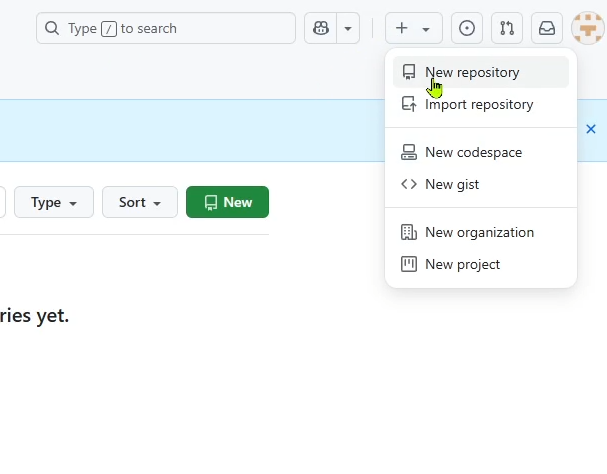 Type / to search
New repository
Import repository
New codespace
New gist
New organization
New project
Type
Sort
New
ries yet.